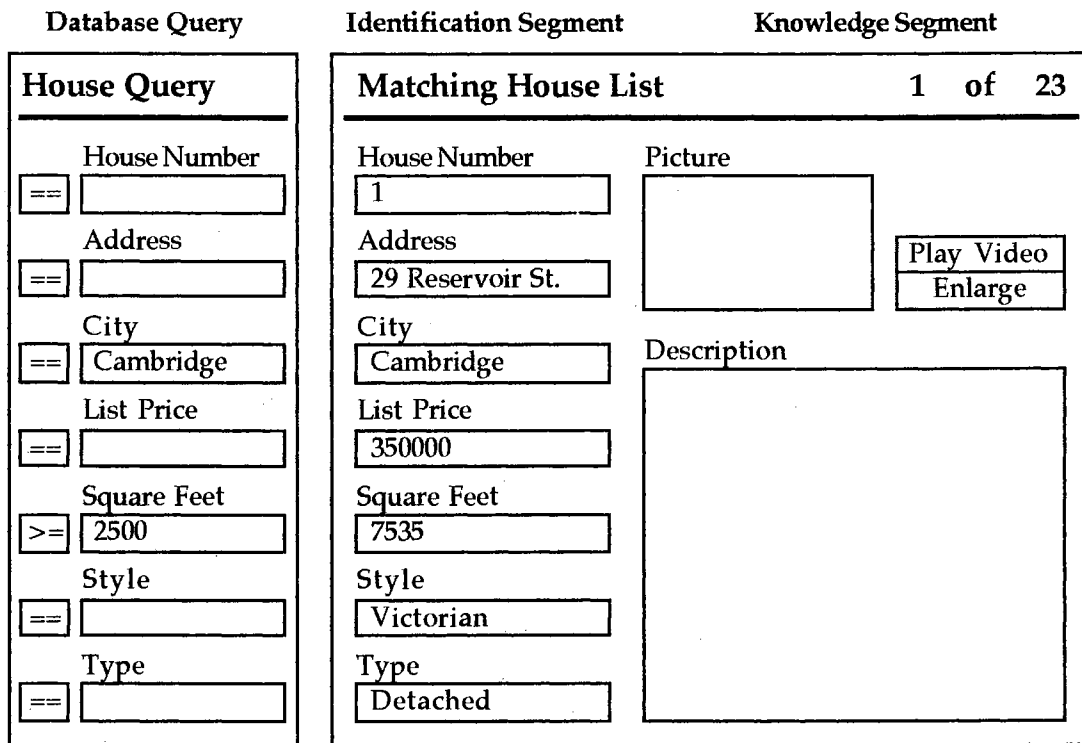 Database Query
Identification Segment
Knowledge Segment
House Query
House Number
==
Address
==
City
== Cambridge
List Price
==
Square Feet
>= 2500
Style
==
Type
==
Matching House List 1 of 23
House Number
1
Address
29 Reservoir St.
City
Cambridge
List Price
350000
Square Feet
7535
Style
Victorian
Type
Detached
Picture
Play Video
Enlarge
Description